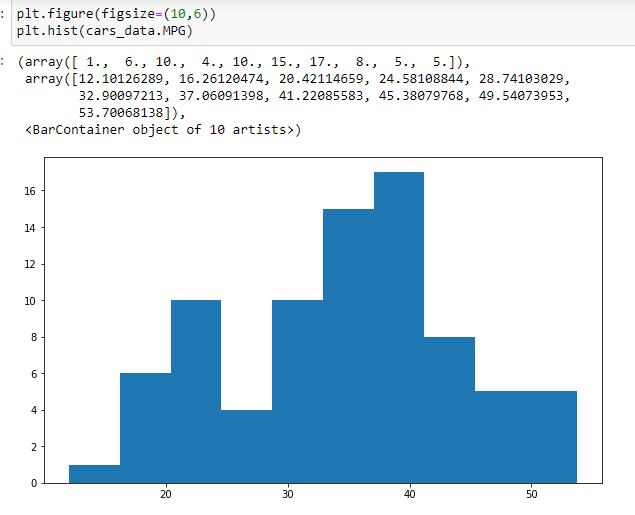 : plt.figure(figsize=(10,6))
plt.hist(cars_data.MPG)
: (array([ 1.,  6., 10.,  4., 10., 15., 17.,  8.,  5.,  5.]),
array([12.10126289, 16.26120474, 20.42114659, 24.58108844, 28.74103029,
32.90097213, 37.06091398, 41.22085583, 45.38079768, 49.54073953,
53.70068138]),
<BarContainer object of 10 artists>)
16
14
12
10
8
6
4
2
0
20 30 40 50